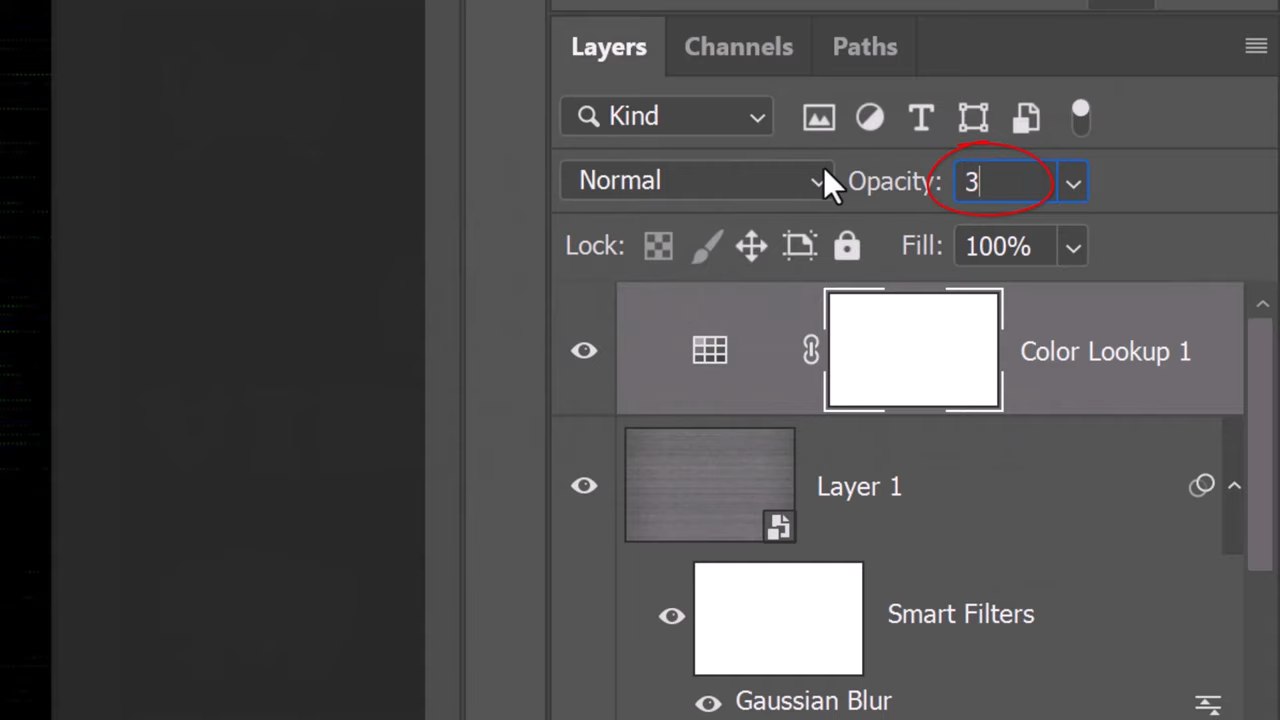 Layers Channels Paths
Kind T
Normal Opacity: 3
Lock: Fill: 100%
Color Lookup 1
Layer 1
Smart Filters
Gaussian Blur